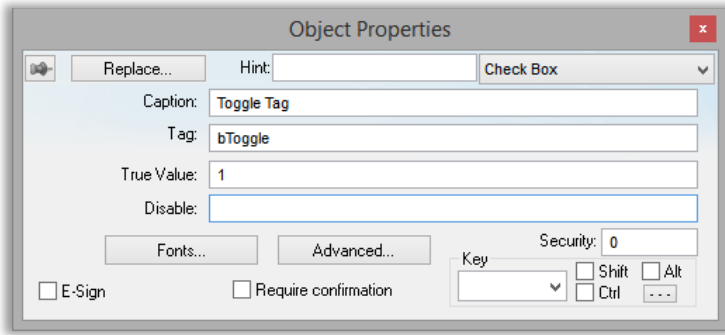 Object Properties
x
Replace... Hint: Check Box
Caption: Toggle Tag
Tag: bToggle
True Value: 1
Disable:
Fonts... Advanced... Security: 0
Key
Shift Alt
E-Sign Require confirmation Ctrl ...